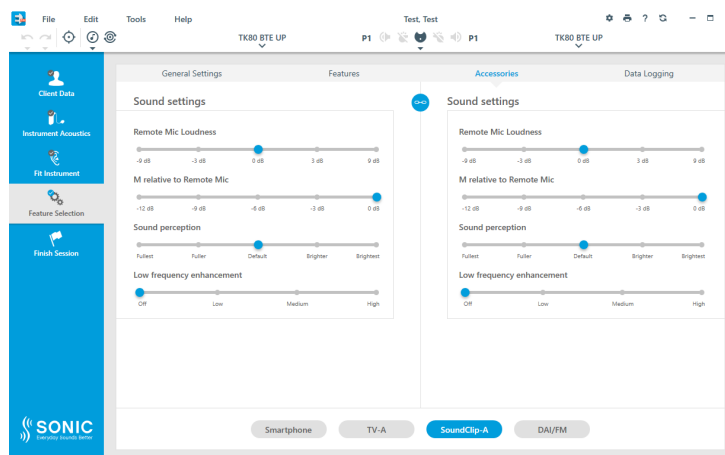 File Edit Tools Help Test, Test ?
TK80 BTE UP P1 P1 TK80 BTE UP
Client Data
Instrument Acoustics
Fit Instrument
Feature Selection
Finish Session
SONIC
Everyday Sounds Better
General Settings Features Accessories Data Logging
Sound settings
Remote Mic Loudness
-9 dB -3 dB 0 dB 3 dB 9 dB
M relative to Remote Mic
-12 dB -9 dB -6 dB -3 dB 0 dB
Sound perception
Fullest Fuller Default Brighter Brightest
Low frequency enhancement
Off Low Medium High
Sound settings
Remote Mic Loudness
-9 dB -3 dB 0 dB 3 dB 9 dB
M relative to Remote Mic
-12 dB -9 dB -6 dB -3 dB 0 dB
Sound perception
Fullest Fuller Default Brighter Brightest
Low frequency enhancement
Off Low Medium High
Smartphone TV-A SoundClip-A DAI/FM